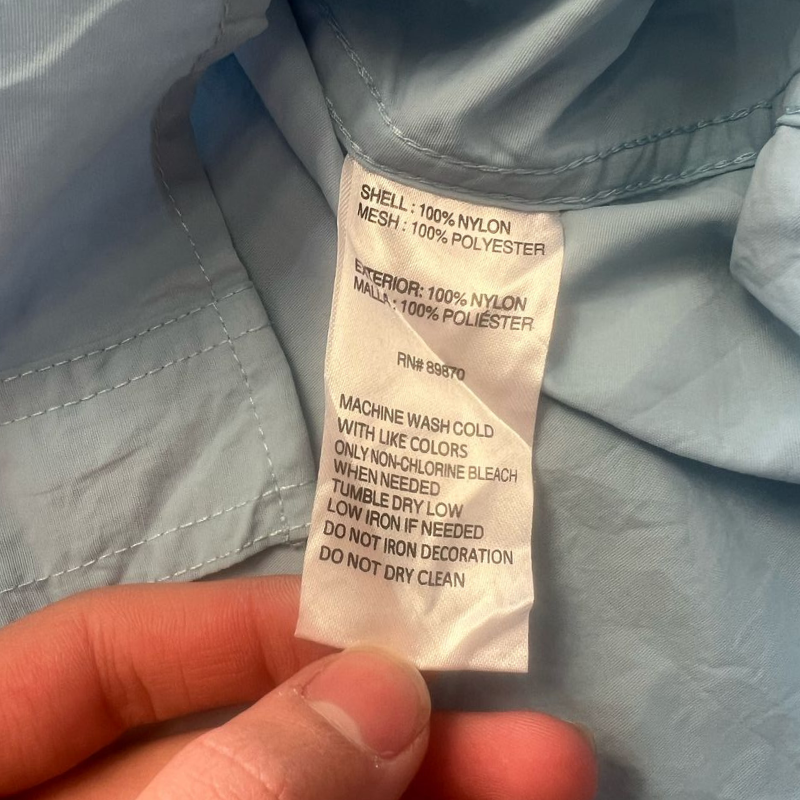 SHELL : 100% NYLON
MESH : 100% POLYESTER
EXTERIOR: 100% NYLON
MALLA : 100% POLIÉSTER
RN# 89870
MACHINE WASH COLD
WITH LIKE COLORS
ONLY NON-CHLORINE BLEACH
WHEN NEEDED
TUMBLE DRY LOW
LOW IRON IF NEEDED
DO NOT IRON DECORATION
DO NOT DRY CLEAN